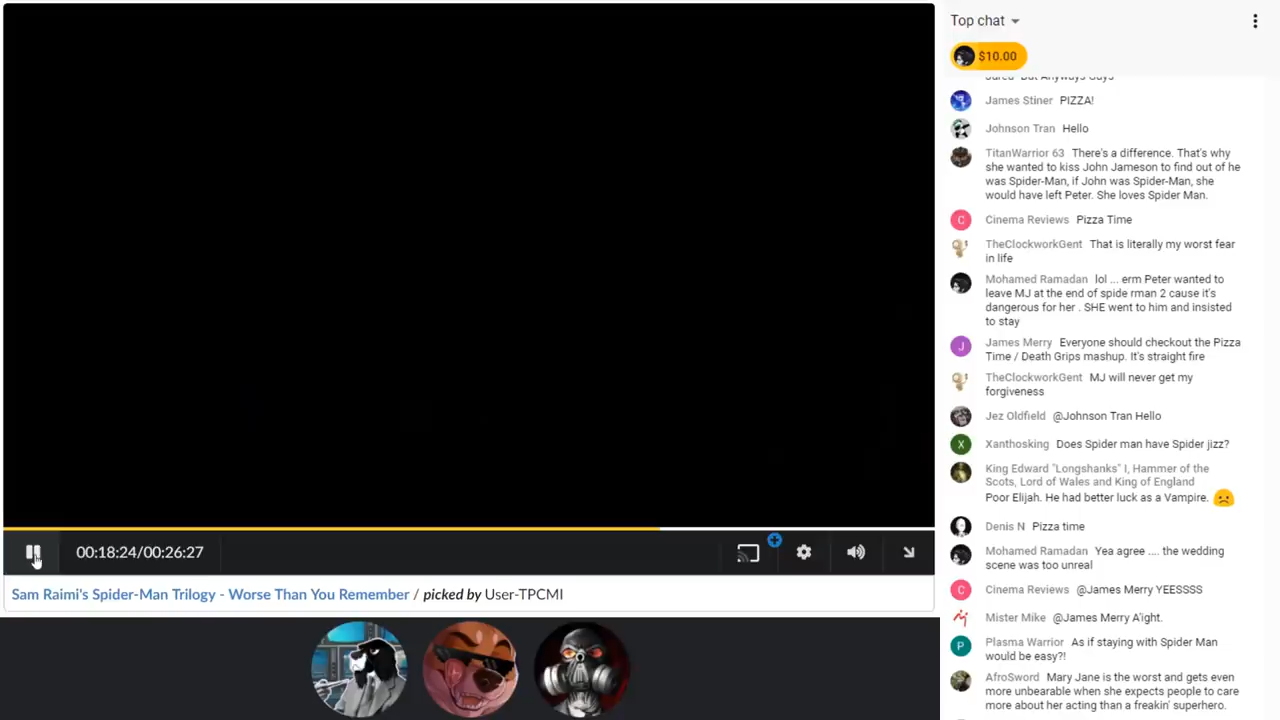 Top chat
$10.00
Jared But Anyways Guys
James Stiner PIZZA!
Johnson Tran Hello
TitanWarrior 63 There's a difference. That's why
she wanted to kiss John Jameson to find out of he
was Spider-Man, if John was Spider-Man, she
would have left Peter. She loves Spider Man.
C Cinema Reviews Pizza Time
TheClockworkGent That is literally my worst fear
in life
Mohamed Ramadan lol ... erm Peter wanted to
leave MJ at the end of spide rman 2 cause it's
dangerous for her . SHE went to him and insisted
to stay
J James Merry Everyone should checkout the Pizza
Time / Death Grips mashup. It's straight fire
TheClockworkGent MJ will never get my
forgiveness
Jez Oldfield @Johnson Tran Hello
X Xanthosking Does Spider man have Spider jizz?
King Edward "Longshanks" I, Hammer of the
Scots, Lord of Wales and King of England
Poor Elijah. He had better luck as a Vampire.
Denis N Pizza time
Mohamed Ramadan Yea agree .... the wedding
scene was too unreal
C Cinema Reviews @James Merry YEESSSS
Mister Mike @James Merry A'ight.
P Plasma Warrior As if staying with Spider Man
would be easy?!
AfroSword Mary Jane is the worst and gets even
more unbearable when she expects people to care
more about her acting than a freakin' superhero.
00:18:24/00:26:27
Sam Raimi's Spider-Man Trilogy - Worse Than You Remember / picked by User-TPCMI